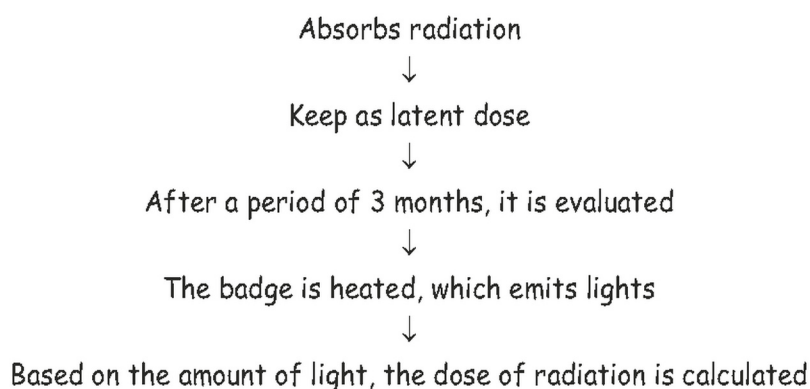 Absorbs radiation
↓
Keep as latent dose
↓
After a period of 3 months, it is evaluated
↓
The badge is heated, which emits lights
↓
Based on the amount of light, the dose of radiation is calculated